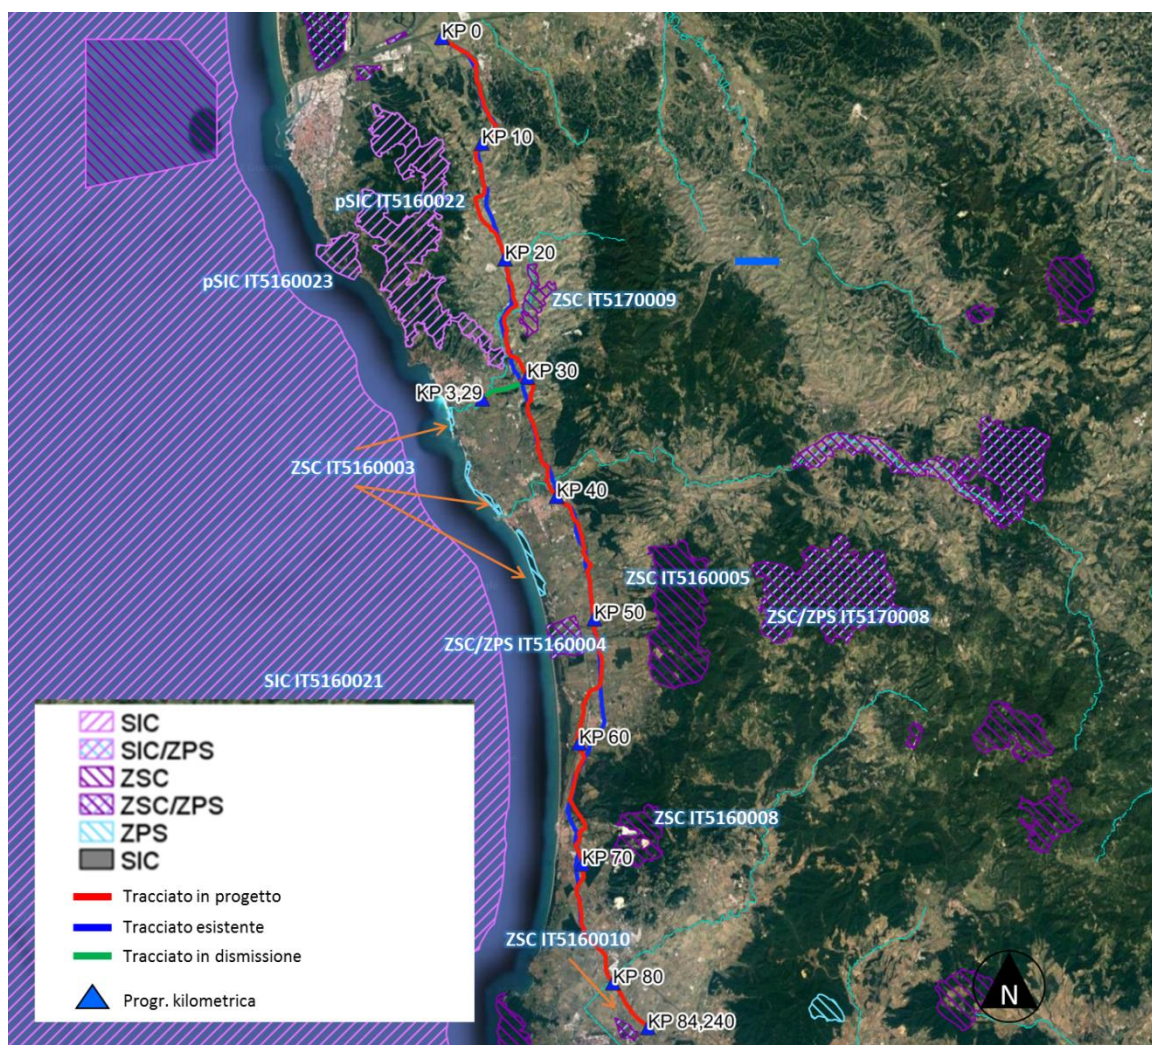 KP 0
KP 10
pSIC IT5160022
KP 20
pSIC IT5160023
ZSC IT5170009
KP 30
KP 3,29
ZSC IT5160003
KP 40
ZSC IT5160005
KP 50
ZSC/ZPS IT5170008
ZSC/ZPS IT5160004
SIC IT5160021
SIC
SIC/ZPS
ZSC
ZSC/ZPS
ZPS
SIC
Tracciato in progetto
Tracciato esistente
Tracciato in dismissione
Progr. kilometrica
KP 60
ZSC IT5160008
KP 70
ZSC IT5160010
KP 80
KP 84,240
N